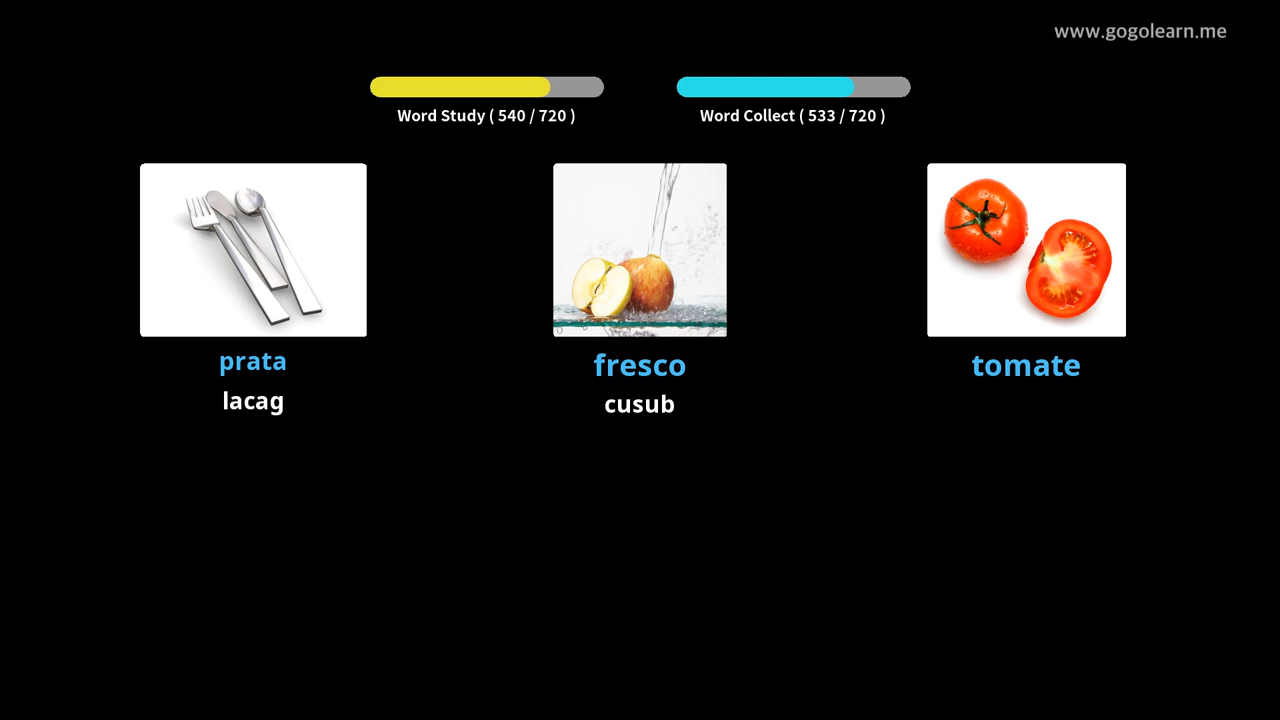 www.gogolearn.me
Word Study ( 540 / 720 )
Word Collect ( 533 / 720 )
prata
fresco
tomate
lacag
cusub